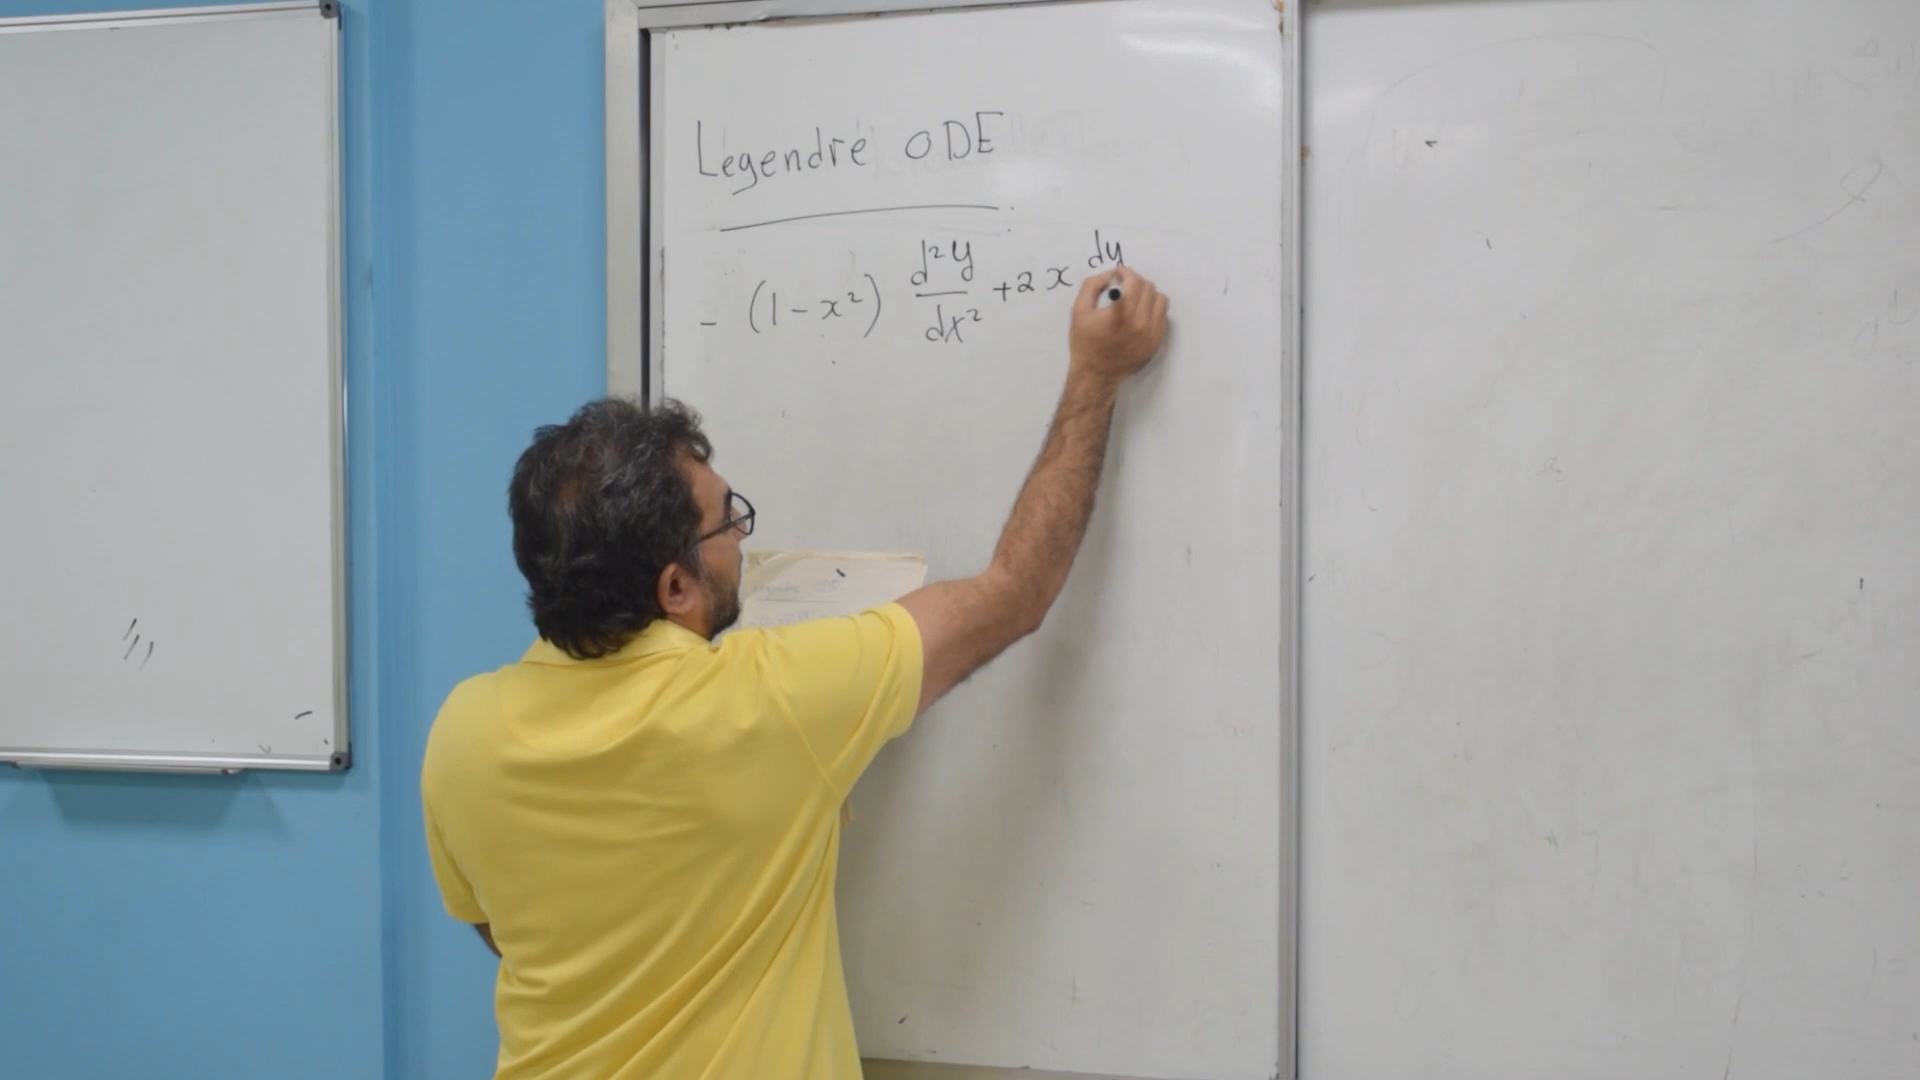 Legendre ODE
- (1-x²) d²y/dx² +2x dy